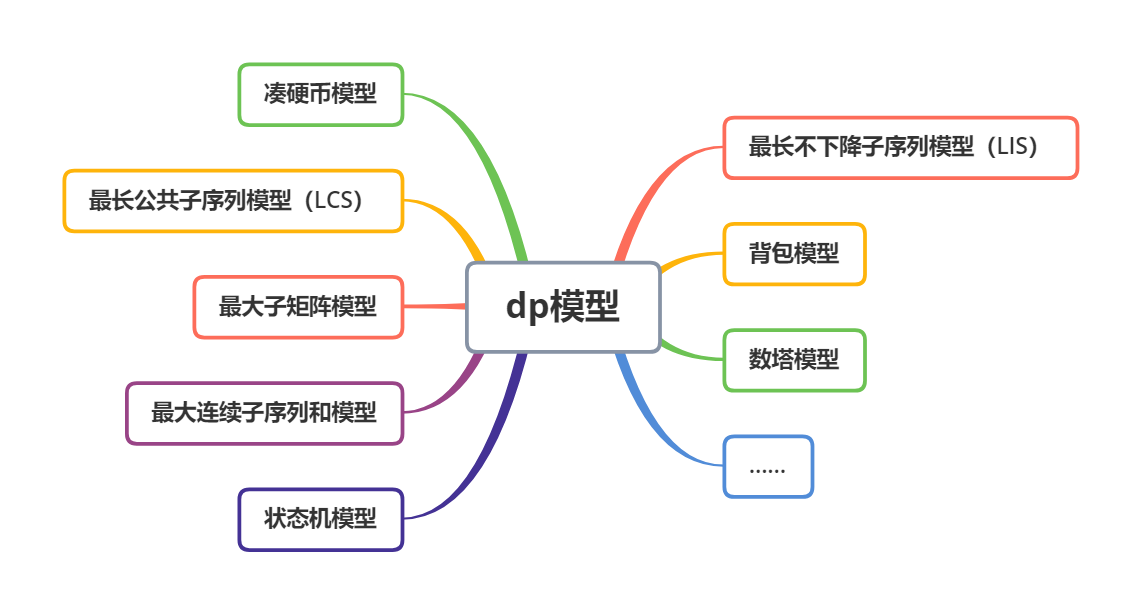 dp模型
最长不下降子序列模型（LIS）
背包模型
数塔模型
……
凑硬币模型
最长公共子序列模型（LCS）
最大子矩阵模型
最大连续子序列和模型
状态机模型